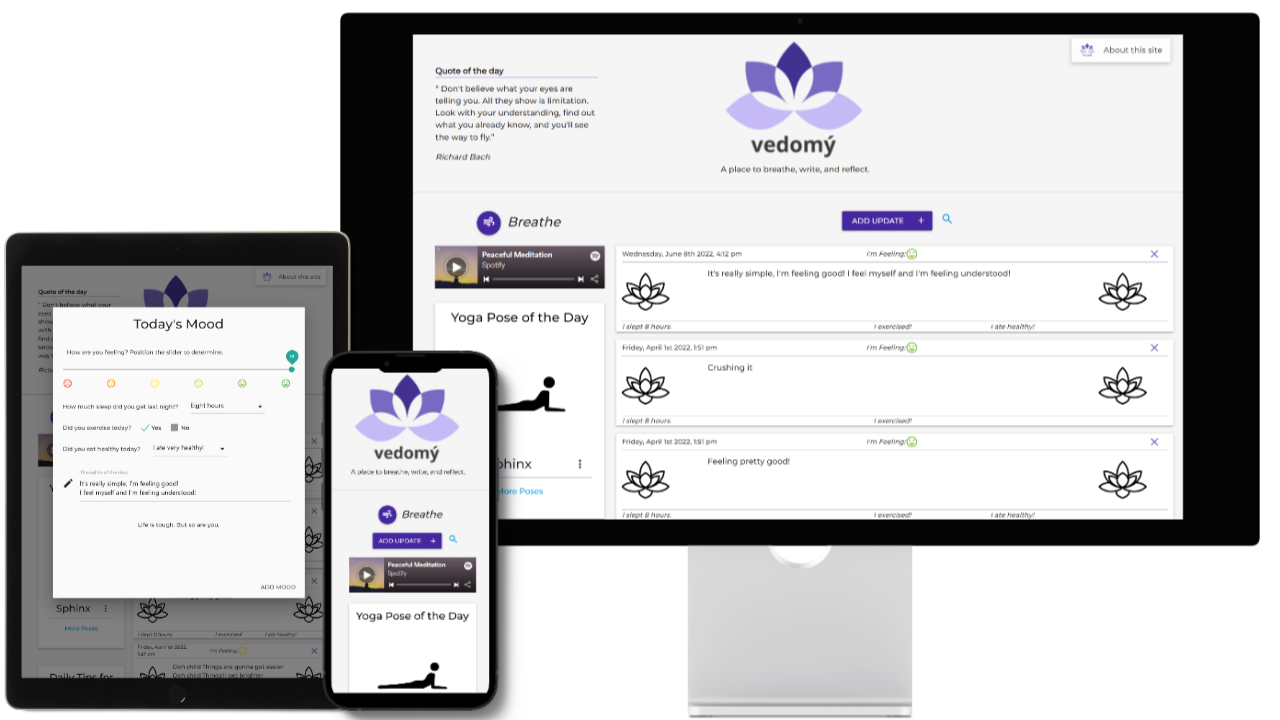 Quote of the day
" Don't believe what your eyes are
telling you. All they show is limitation.
Look with your understanding, find out
what you already know, and you'll see
the way to fly."
Richard Bach
vedomý
A place to breathe, write, and reflect.
About this site
Breathe
ADD UPDATE +
Peaceful Meditation
Spotify
Yoga Pose of the Day
phinx
More Poses
Wednesday, June 8th 2022, 4:12 pm
I'm Feeling:
It's really simple, I'm feeling good! I feel myself and I'm feeling understood!
I slept 8 hours.
I exercised!
I ate healthy!
Friday, April 1st 2022, 1:51 pm
I'm Feeling:
Crushing it
I slept 8 hours.
I exercised!
Friday, April 1st 2022, 1:51 pm
I'm Feeling:
Feeling pretty good!
I slept 8 hours.
I exercised!
I ate healthy!
About this site
Quote of the day
" Don't believe what your
eyes
Today's Mood
How are you feeling? Position the slider to determine.
10
How much sleep did you get last night? Eight hours
Did you exercise today? Yes No
Did you eat healthy today? I ate very healthy!
Thoughts of the day
It's really simple, I'm feeling good!
I feel myself and I'm feeling understood!
Life is tough. But so are you.
ADD MOOD
Sphinx
More Poses
I slept 8 hours.
I exercised!
I ate healthy!
Friday, April 1st 2022,
1:47 pm
I'm Feeling:
Ooh child Things are gonna get easier
Ooh child Things'll get brighter
Daily Tips for
vedomý
A place to breathe, write, and reflect.
Breathe
ADD UPDATE +
Peaceful Meditation
Spotify
Yoga Pose of the Day